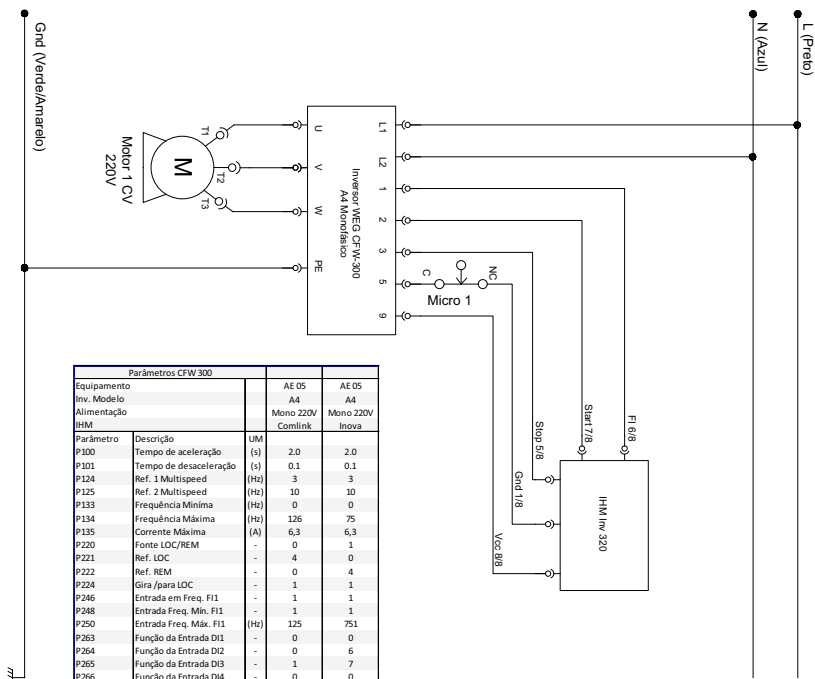 L (Preto)
N (Azul)
Gnd (Verde/Amarelo)
Motor 1 CV
220V
M
T1
T2
T3
U
V
W
PE
Inversor WEG CFW-300
A4 Monofásico
L1
L2
1
2
3
5
9
C
NC
Micro 1
FI 6/8
Start 7/8
Stop 5/8
Gnd 1/8
Vcc 8/8
IHM Inv 320
Parâmetros CFW 300
Equipamento AE 05 AE 05
Inv. Modelo A4 A4
Alimentação Mono 220V Mono 220V
IHM Comlink Inova
Parâmetro Descrição UM
P100 Tempo de aceleração (s) 2.0 2.0
P101 Tempo de desaceleração (s) 0.1 0.1
P124 Ref. 1 Multispeed (Hz) 3 3
P125 Ref. 2 Multispeed (Hz) 10 10
P133 Frequência Miníma (Hz) 0 0
P134 Frequência Máxima (Hz) 126 75
P135 Corrente Máxima (A) 6,3 6,3
P220 Fonte LOC/REM - 0 1
P221 Ref. LOC - 4 0
P222 Ref. REM - 0 4
P224 Gira /para LOC - 1 1
P246 Entrada em Freq. FI1 - 1 1
P248 Entrada Freq. Mín. FI1 - 1 1
P250 Entrada Freq. Máx. FI1 (Hz) 125 751
P263 Função da Entrada DI1 - 0 0
P264 Função da Entrada DI2 - 0 6
P265 Função da Entrada DI3 - 1 7
P266 Função da Entrada DI4 - 0 0